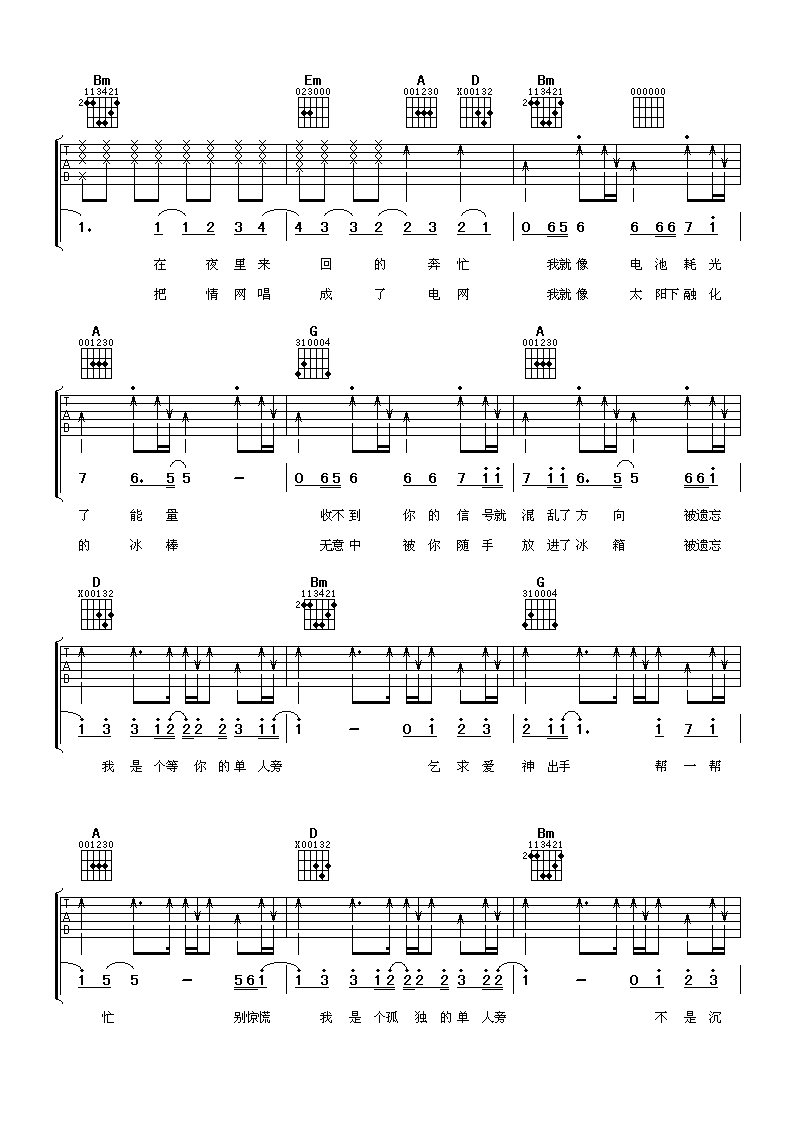 Bm Em A D Bm
113421 023000 001230 X00132 113421 000000
2 2
T
A
B
1. 1 1 2 3 4 4 3 3 2 2 3 2 1 0 6 5 6 6 6 6 7 1
在 夜 里 来 回 的 奔 忙 我就 像 电 池 耗 光
把 情 网 唱 成 了 电 网 我就 像 太 阳下 融 化
A G A
001230 310004 001230
T
A
B
7 6. 5 5 - 0 6 5 6 6 6 7 1 1 7 1 1 6. 5 5 6 6 1
了 能 量 收不 到 你 的 信 号就 混 乱了 方 向 被遗忘
的 冰 棒 无意 中 被 你 随 手 放 进了 冰 箱 被遗忘
D Bm G
X00132 113421 310004
2
T
A
B
1 3 3 1 2 2 2 2 3 1 1 1 - 0 1 2 3 2 1 1 1. 1 7 1
我 是 个等 你 的 单 人旁 乞 求 爱 神 出手 帮 一 帮
A D Bm
001230 X00132 113421
2
T
A
B
1 5 5 - 5 6 1 1 3 3 1 2 2 2 2 3 2 2 1 - 0 1 2 3
忙 别惊慌 我 是 个孤 独 的 单 人旁 不 是 沉